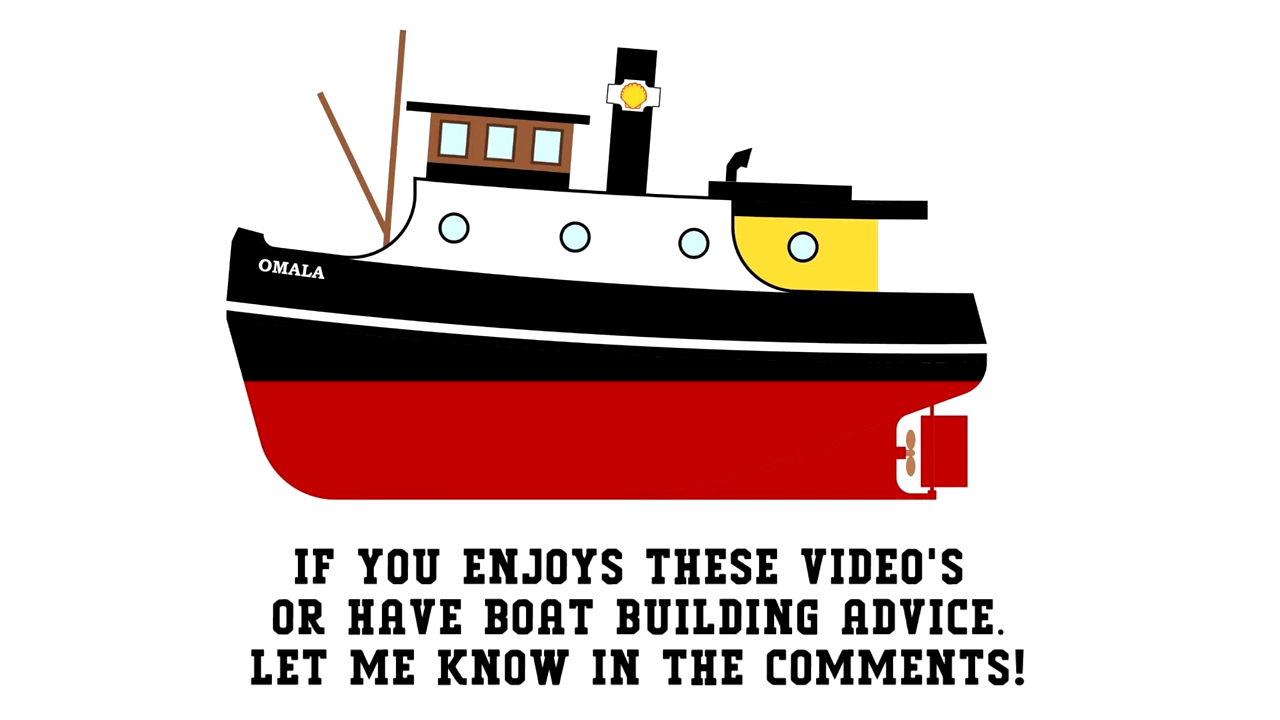 OMALA
IF YOU ENJOYS THESE VIDEO'S
OR HAVE BOAT BUILDING ADVICE.
LET ME KNOW IN THE COMMENTS!